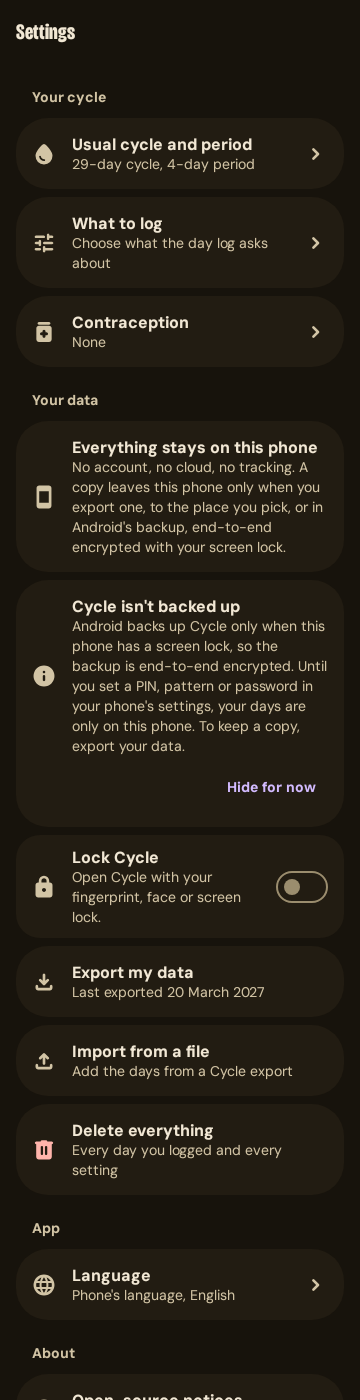 Settings
Your cycle
Usual cycle and period
29-day cycle, 4-day period
What to log
Choose what the day log asks
about
Contraception
None
Your data
Everything stays on this phone
No account, no cloud, no tracking. A
copy leaves this phone only when you
export one, to the place you pick, or in
Android's backup, end-to-end
encrypted with your screen lock.
Cycle isn't backed up
Android backs up Cycle only when this
phone has a screen lock, so the
backup is end-to-end encrypted. Until
you set a PIN, pattern or password in
your phone's settings, your days are
only on this phone. To keep a copy,
export your data.
Hide for now
Lock Cycle
Open Cycle with your
fingerprint, face or screen
lock.
Export my data
Last exported 20 March 2027
Import from a file
Add the days from a Cycle export
Delete everything
Every day you logged and every
setting
App
Language
Phone's language, English
About
Open-source notices